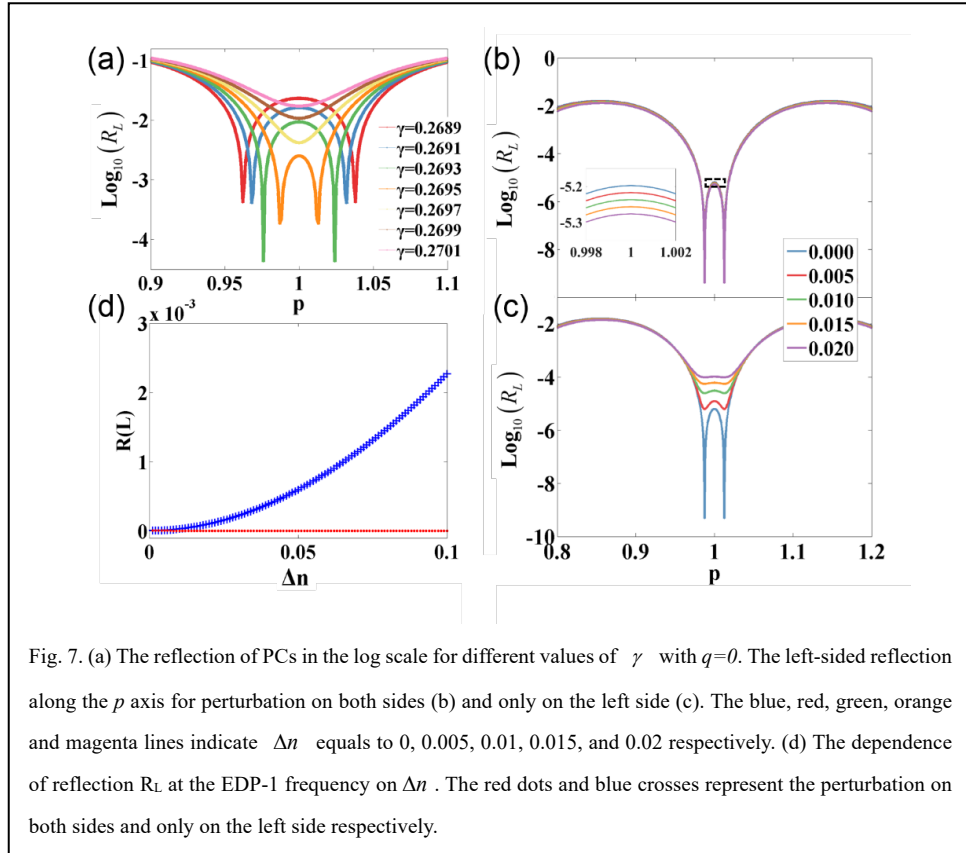 (a)
-1
-2
-3
-4
Log10 (RL)
γ=0.2689
γ=0.2691
γ=0.2693
γ=0.2695
γ=0.2697
γ=0.2699
γ=0.2701
0.9 0.95 1 1.05 1.1
p
(b)
0
-2
-4
-6
-8
Log10 (RL)
-5.2
-5.3
0.998 1 1.002
0.000
0.005
0.010
0.015
0.020
(d)
3 x 10^-3
2
1
0
R(L)
0 0.05 0.1
Δn
(c)
-2
-4
-6
-8
-10
Log10 (RL)
0.8 0.9 1 1.1 1.2
p
Fig. 7. (a) The reflection of PCs in the log scale for different values of γ with q=0. The left-sided reflection
along the p axis for perturbation on both sides (b) and only on the left side (c). The blue, red, green, orange
and magenta lines indicate Δn equals to 0, 0.005, 0.01, 0.015, and 0.02 respectively. (d) The dependence
of reflection RL at the EDP-1 frequency on Δn . The red dots and blue crosses represent the perturbation on
both sides and only on the left side respectively.